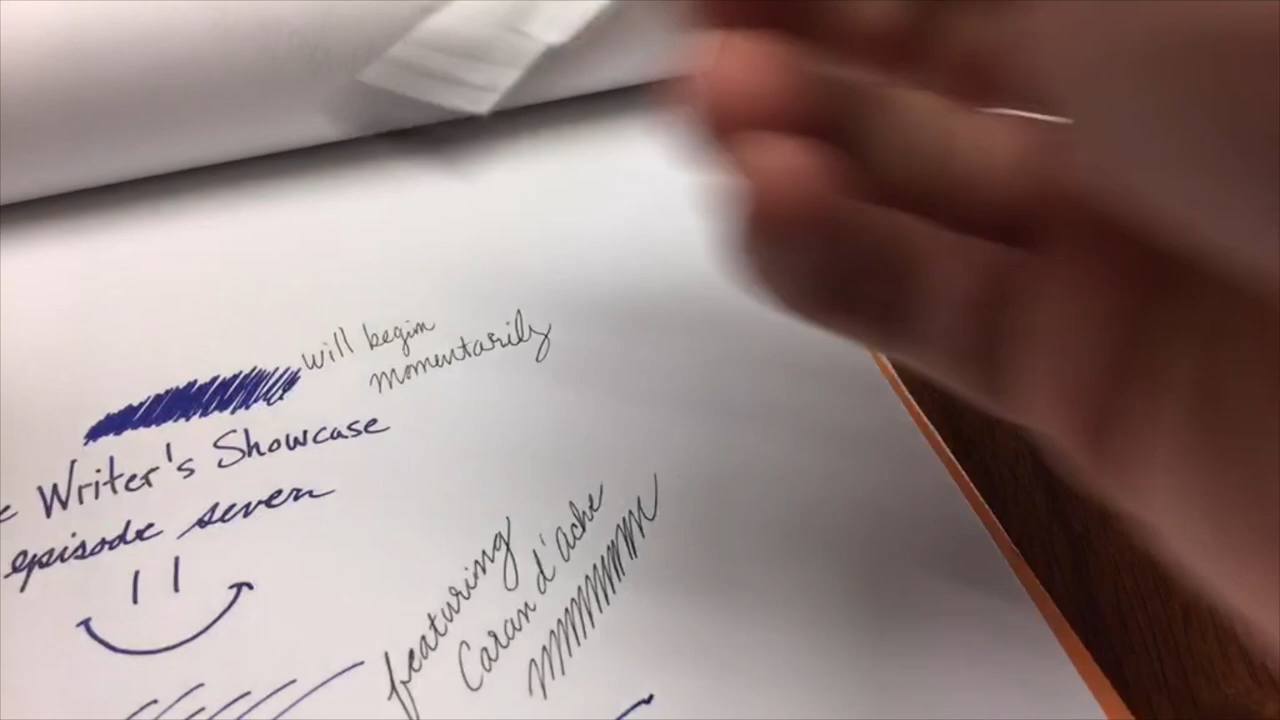 will begin
momentarily
Writer's Showcase
episode seven
featuring
Caran d'ache